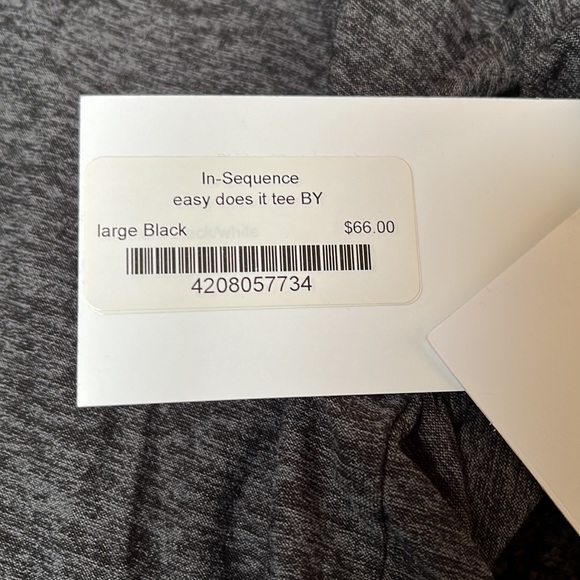 In-Sequence
easy does it tee BY
large Black $66.00
4208057734